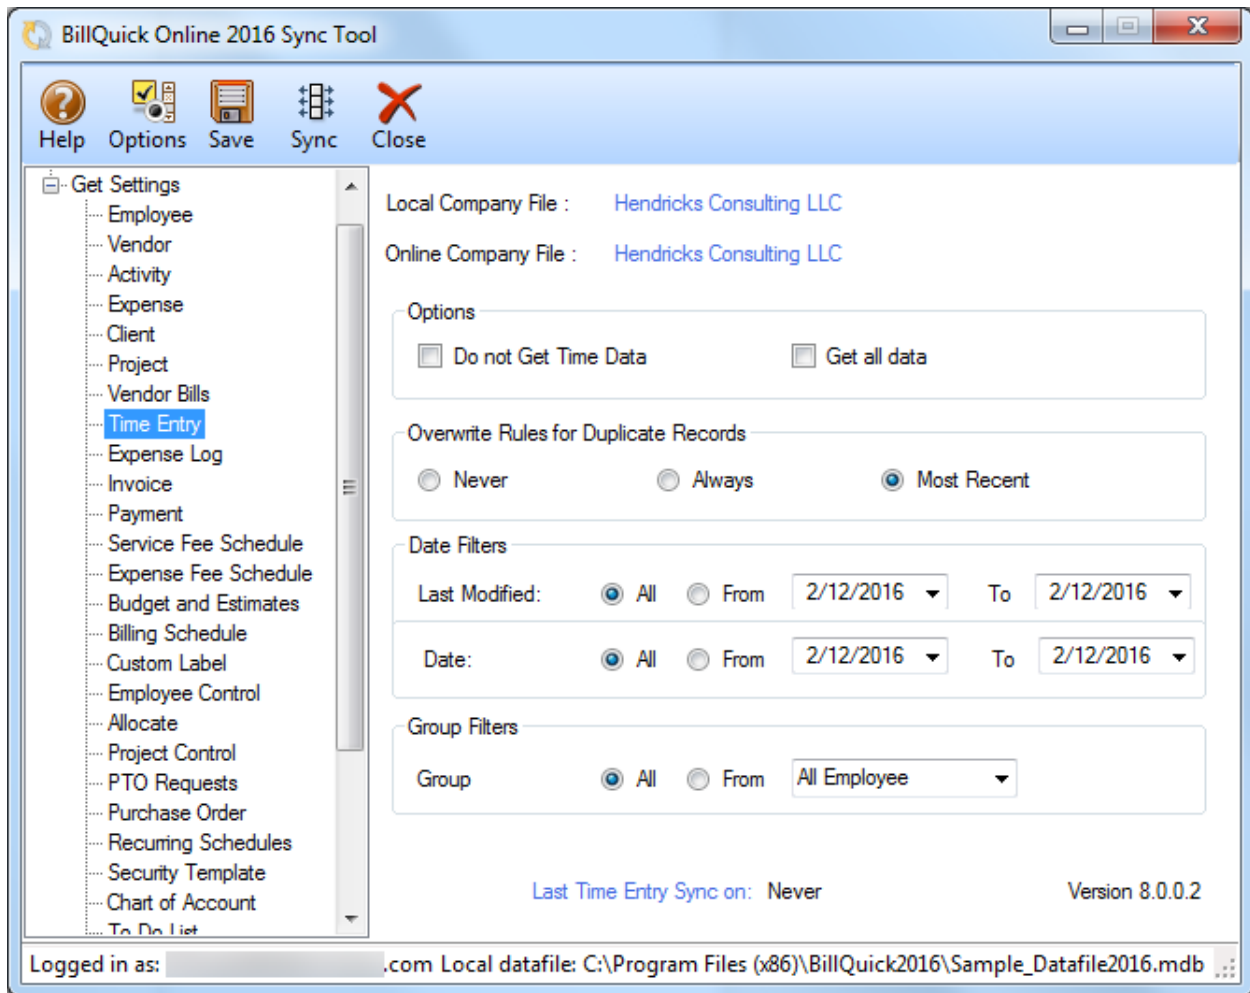 BillQuick Online 2016 Sync Tool
Help Options Save Sync Close
Get Settings
Employee
Vendor
Activity
Expense
Client
Project
Vendor Bills
Time Entry
Expense Log
Invoice
Payment
Service Fee Schedule
Expense Fee Schedule
Budget and Estimates
Billing Schedule
Custom Label
Employee Control
Allocate
Project Control
PTO Requests
Purchase Order
Recurring Schedules
Security Template
Chart of Account
To Do List
Local Company File : Hendricks Consulting LLC
Online Company File : Hendricks Consulting LLC
Options
Do not Get Time Data Get all data
Overwrite Rules for Duplicate Records
Never Always Most Recent
Date Filters
Last Modified: All From 2/12/2016 To 2/12/2016
Date: All From 2/12/2016 To 2/12/2016
Group Filters
Group All From All Employee
Last Time Entry Sync on: Never Version 8.0.0.2
Logged in as: .com Local datafile: C:\Program Files (x86)\BillQuick2016\Sample_Datafile2016.mdb